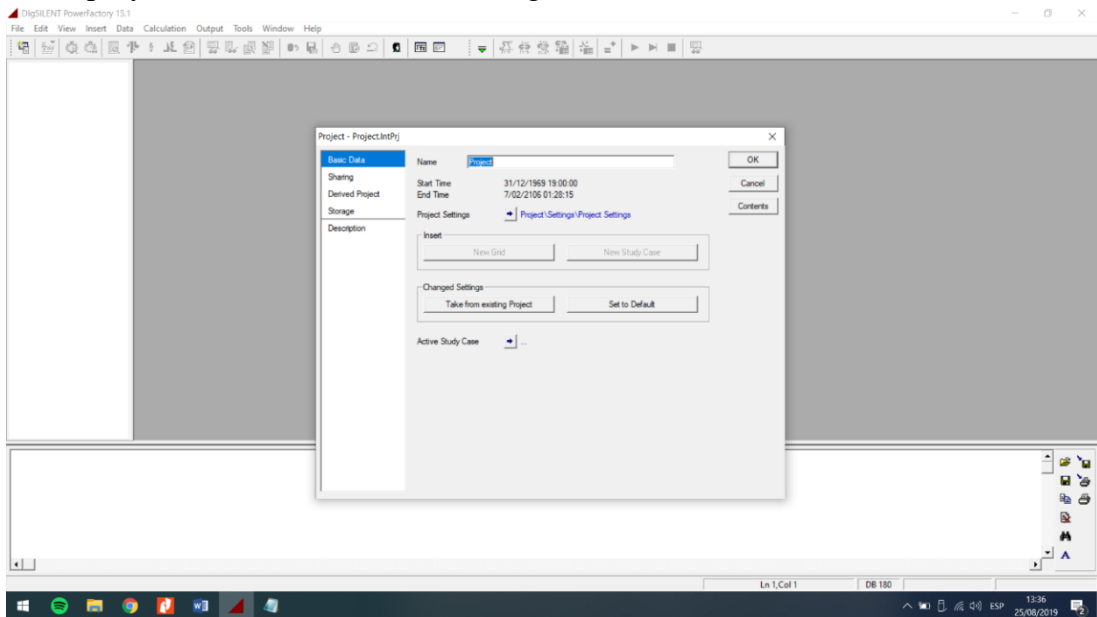 DIgSILENT PowerFactory 15.1
File Edit View Insert Data Calculation Output Tools Window Help
Project - Project.IntPrj
Basic Data
Sharing
Derived Project
Storage
Description
Name Project
Start Time 31/12/1969 19:00:00
End Time 7/02/2106 01:28:15
Project Settings Project\Settings\Project Settings
Insert
New Grid New Study Case
Changed Settings
Take from existing Project Set to Default
Active Study Case ...
OK
Cancel
Contents
Ln 1,Col 1 DB 180
ESP
13:36
25/08/2019
2